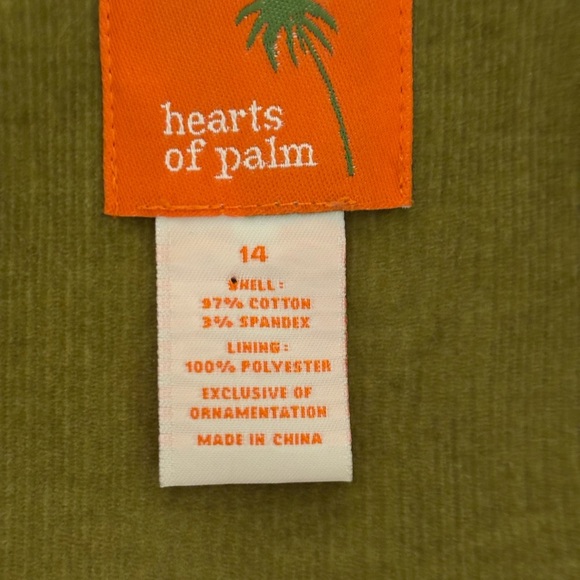 hearts
of palm
14
SHELL:
97% COTTON
3% SPANDEX
LINING:
100% POLYESTER
EXCLUSIVE OF
ORNAMENTATION
MADE IN CHINA